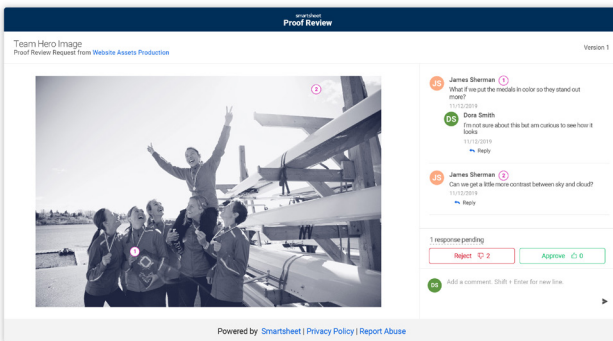 smartsheet
Proof Review
Team Hero Image
Proof Review Request from Website Assets Production
Version 1
JS
James Sherman 1
What if we put the medals in color so they stand out
more?
11/12/2019
DS
Dora Smith
I'm not sure about this but am curious to see how it
looks
11/12/2019
Reply
JS
James Sherman 2
Can we get a little more contrast between sky and cloud?
11/12/2019
Reply
2
1
1 response pending
Reject 2
Approve 0
DS
Add a comment. Shift + Enter for new line.
Powered by Smartsheet | Privacy Policy | Report Abuse